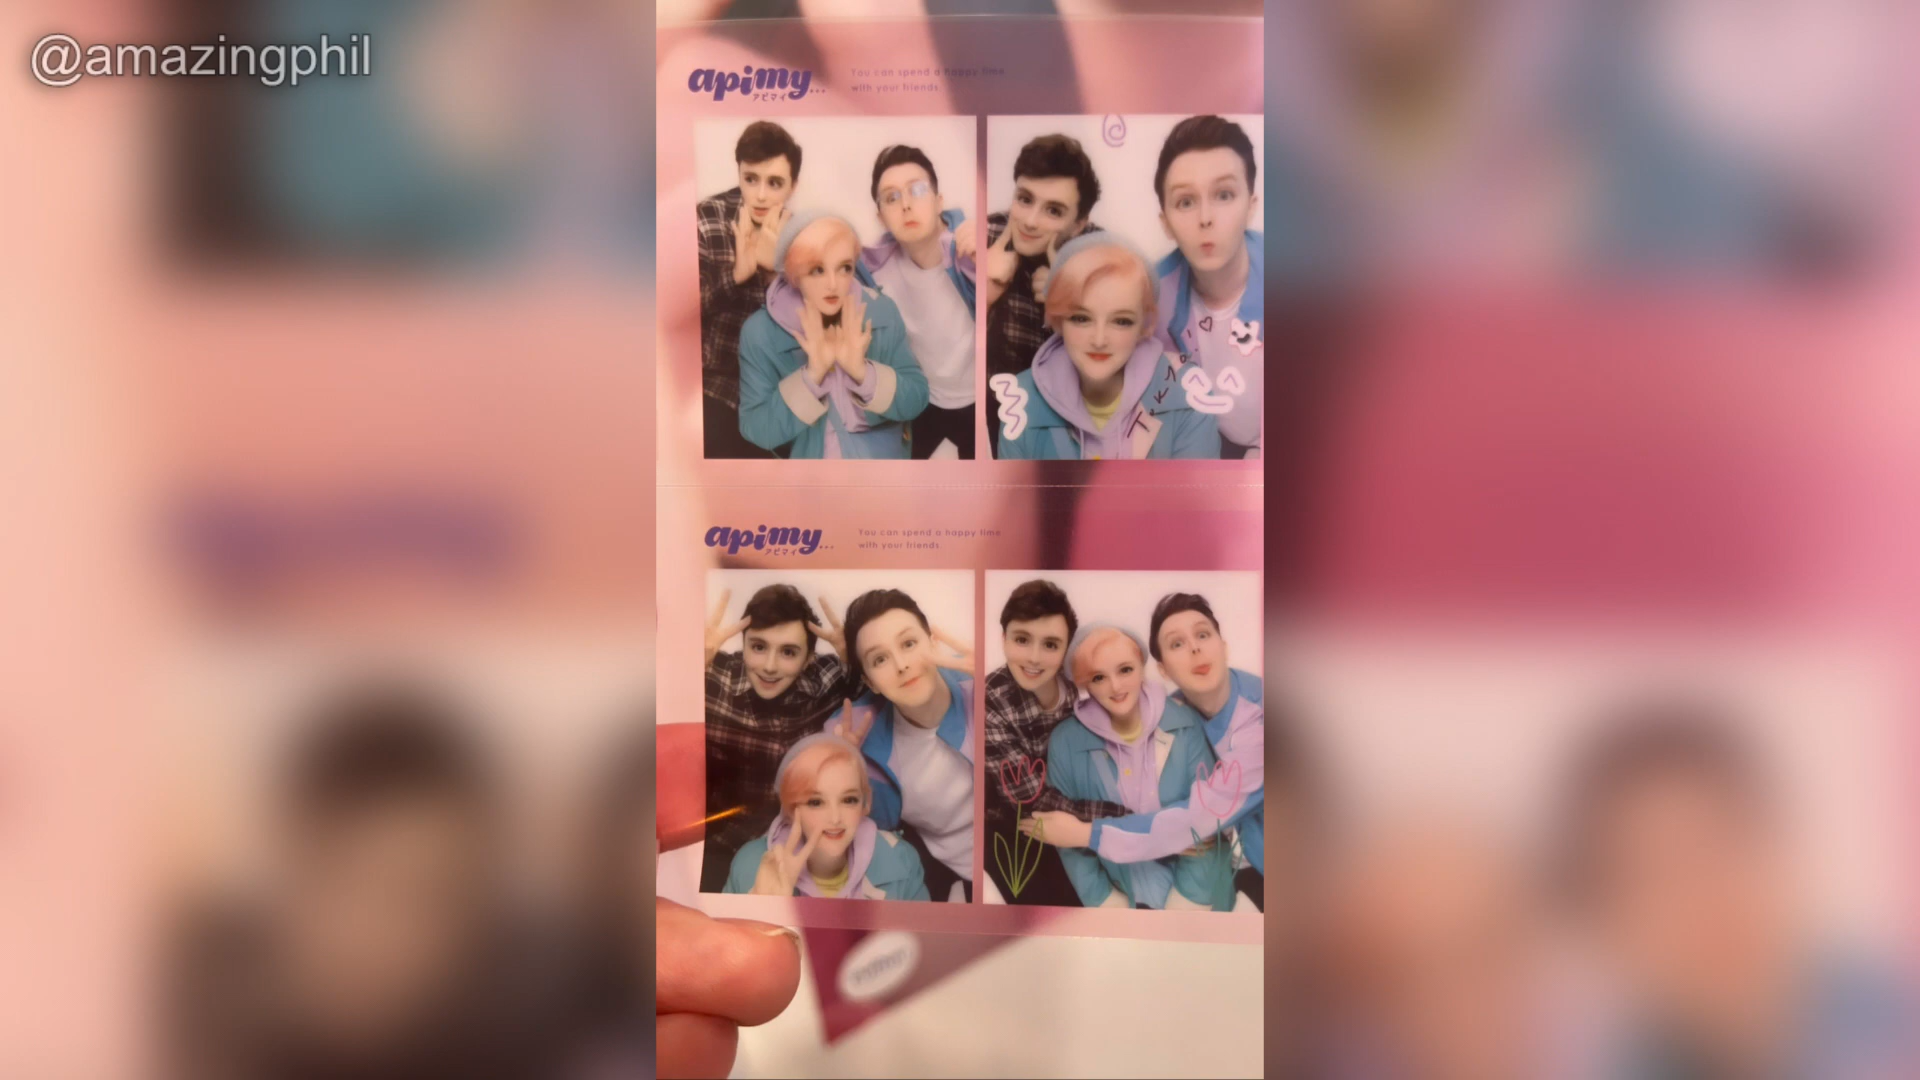 @amazingphil
apimy...
アピマイ
You can spend a happy time
with your friends.
apimy...
アピマイ
You can spend a happy time
with your friends.